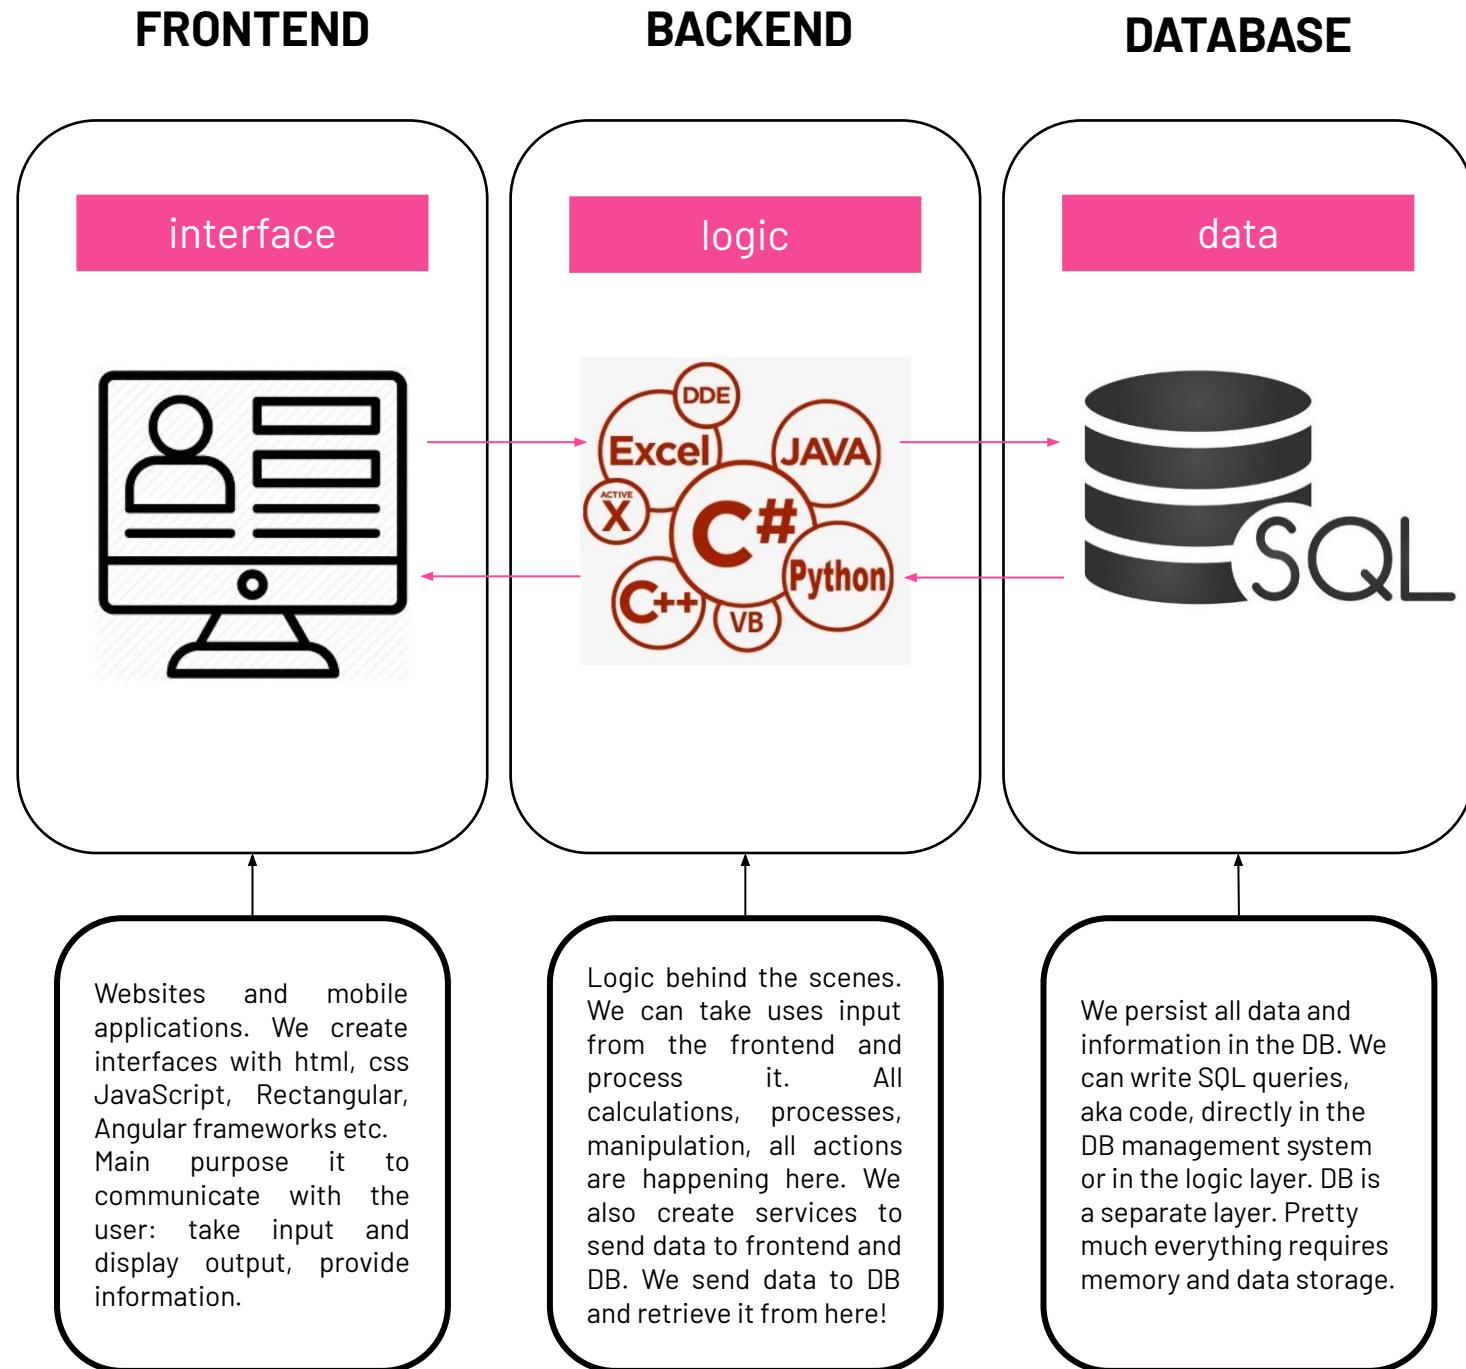 FRONTEND
BACKEND
DATABASE
interface
logic
data
DDE
Excel
JAVA
ACTIVE
X
C#
Python
C++
VB
SQL
Websites and mobile
applications. We create
interfaces with html, css
JavaScript, Rectangular,
Angular frameworks etc.
Main purpose it to
communicate with the
user: take input and
display output, provide
information.
Logic behind the scenes.
We can take uses input
from the frontend and
process it. All
calculations, processes,
manipulation, all actions
are happening here. We
also create services to
send data to frontend and
DB. We send data to DB
and retrieve it from here!
We persist all data and
information in the DB. We
can write SQL queries,
aka code, directly in the
DB management system
or in the logic layer. DB is
a separate layer. Pretty
much everything requires
memory and data storage.